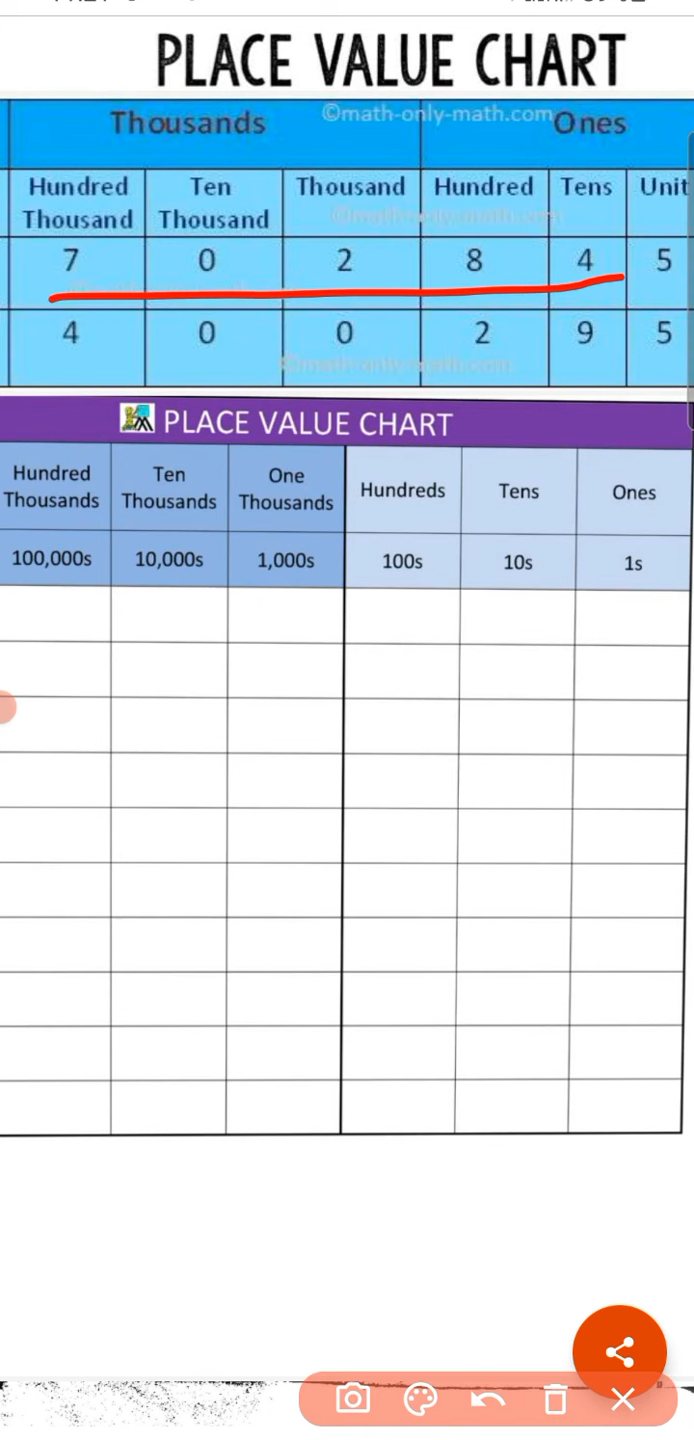 PLACE VALUE CHART
Thousands Ones
©math-only-math.com
Hundred Thousand Ten Thousand Thousand Hundred Tens Unit
7 0 2 8 4 5
4 0 0 2 9 5
PLACE VALUE CHART
Hundred Thousands Ten Thousands One Thousands Hundreds Tens Ones
100,000s 10,000s 1,000s 100s 10s 1s